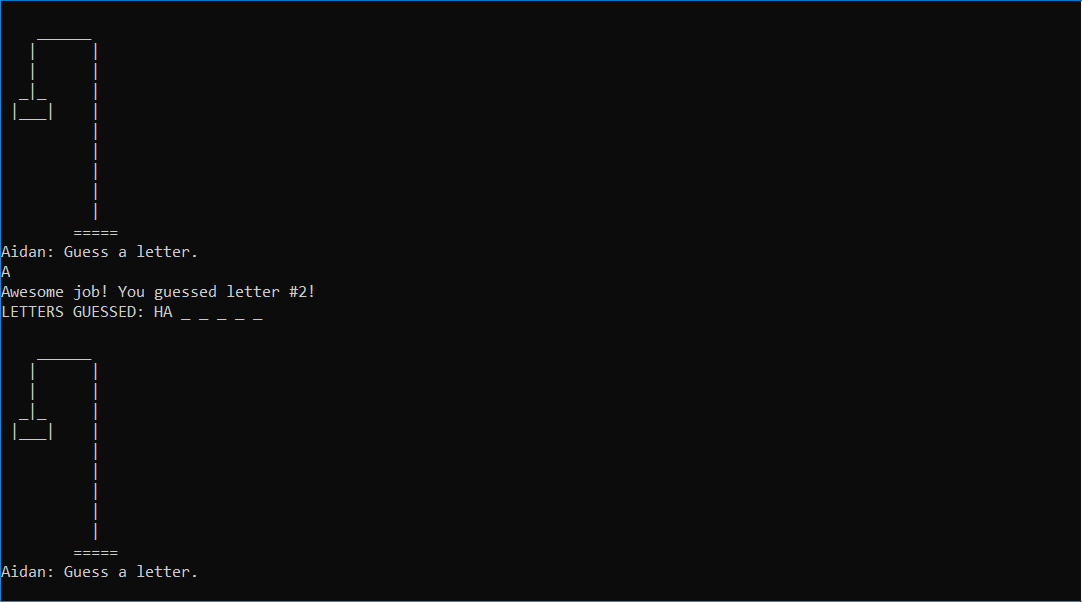 Aidan: Guess a letter.
A
Awesome job! You guessed letter #2!
LETTERS GUESSED: HA _ _ _ _ _
Aidan: Guess a letter.